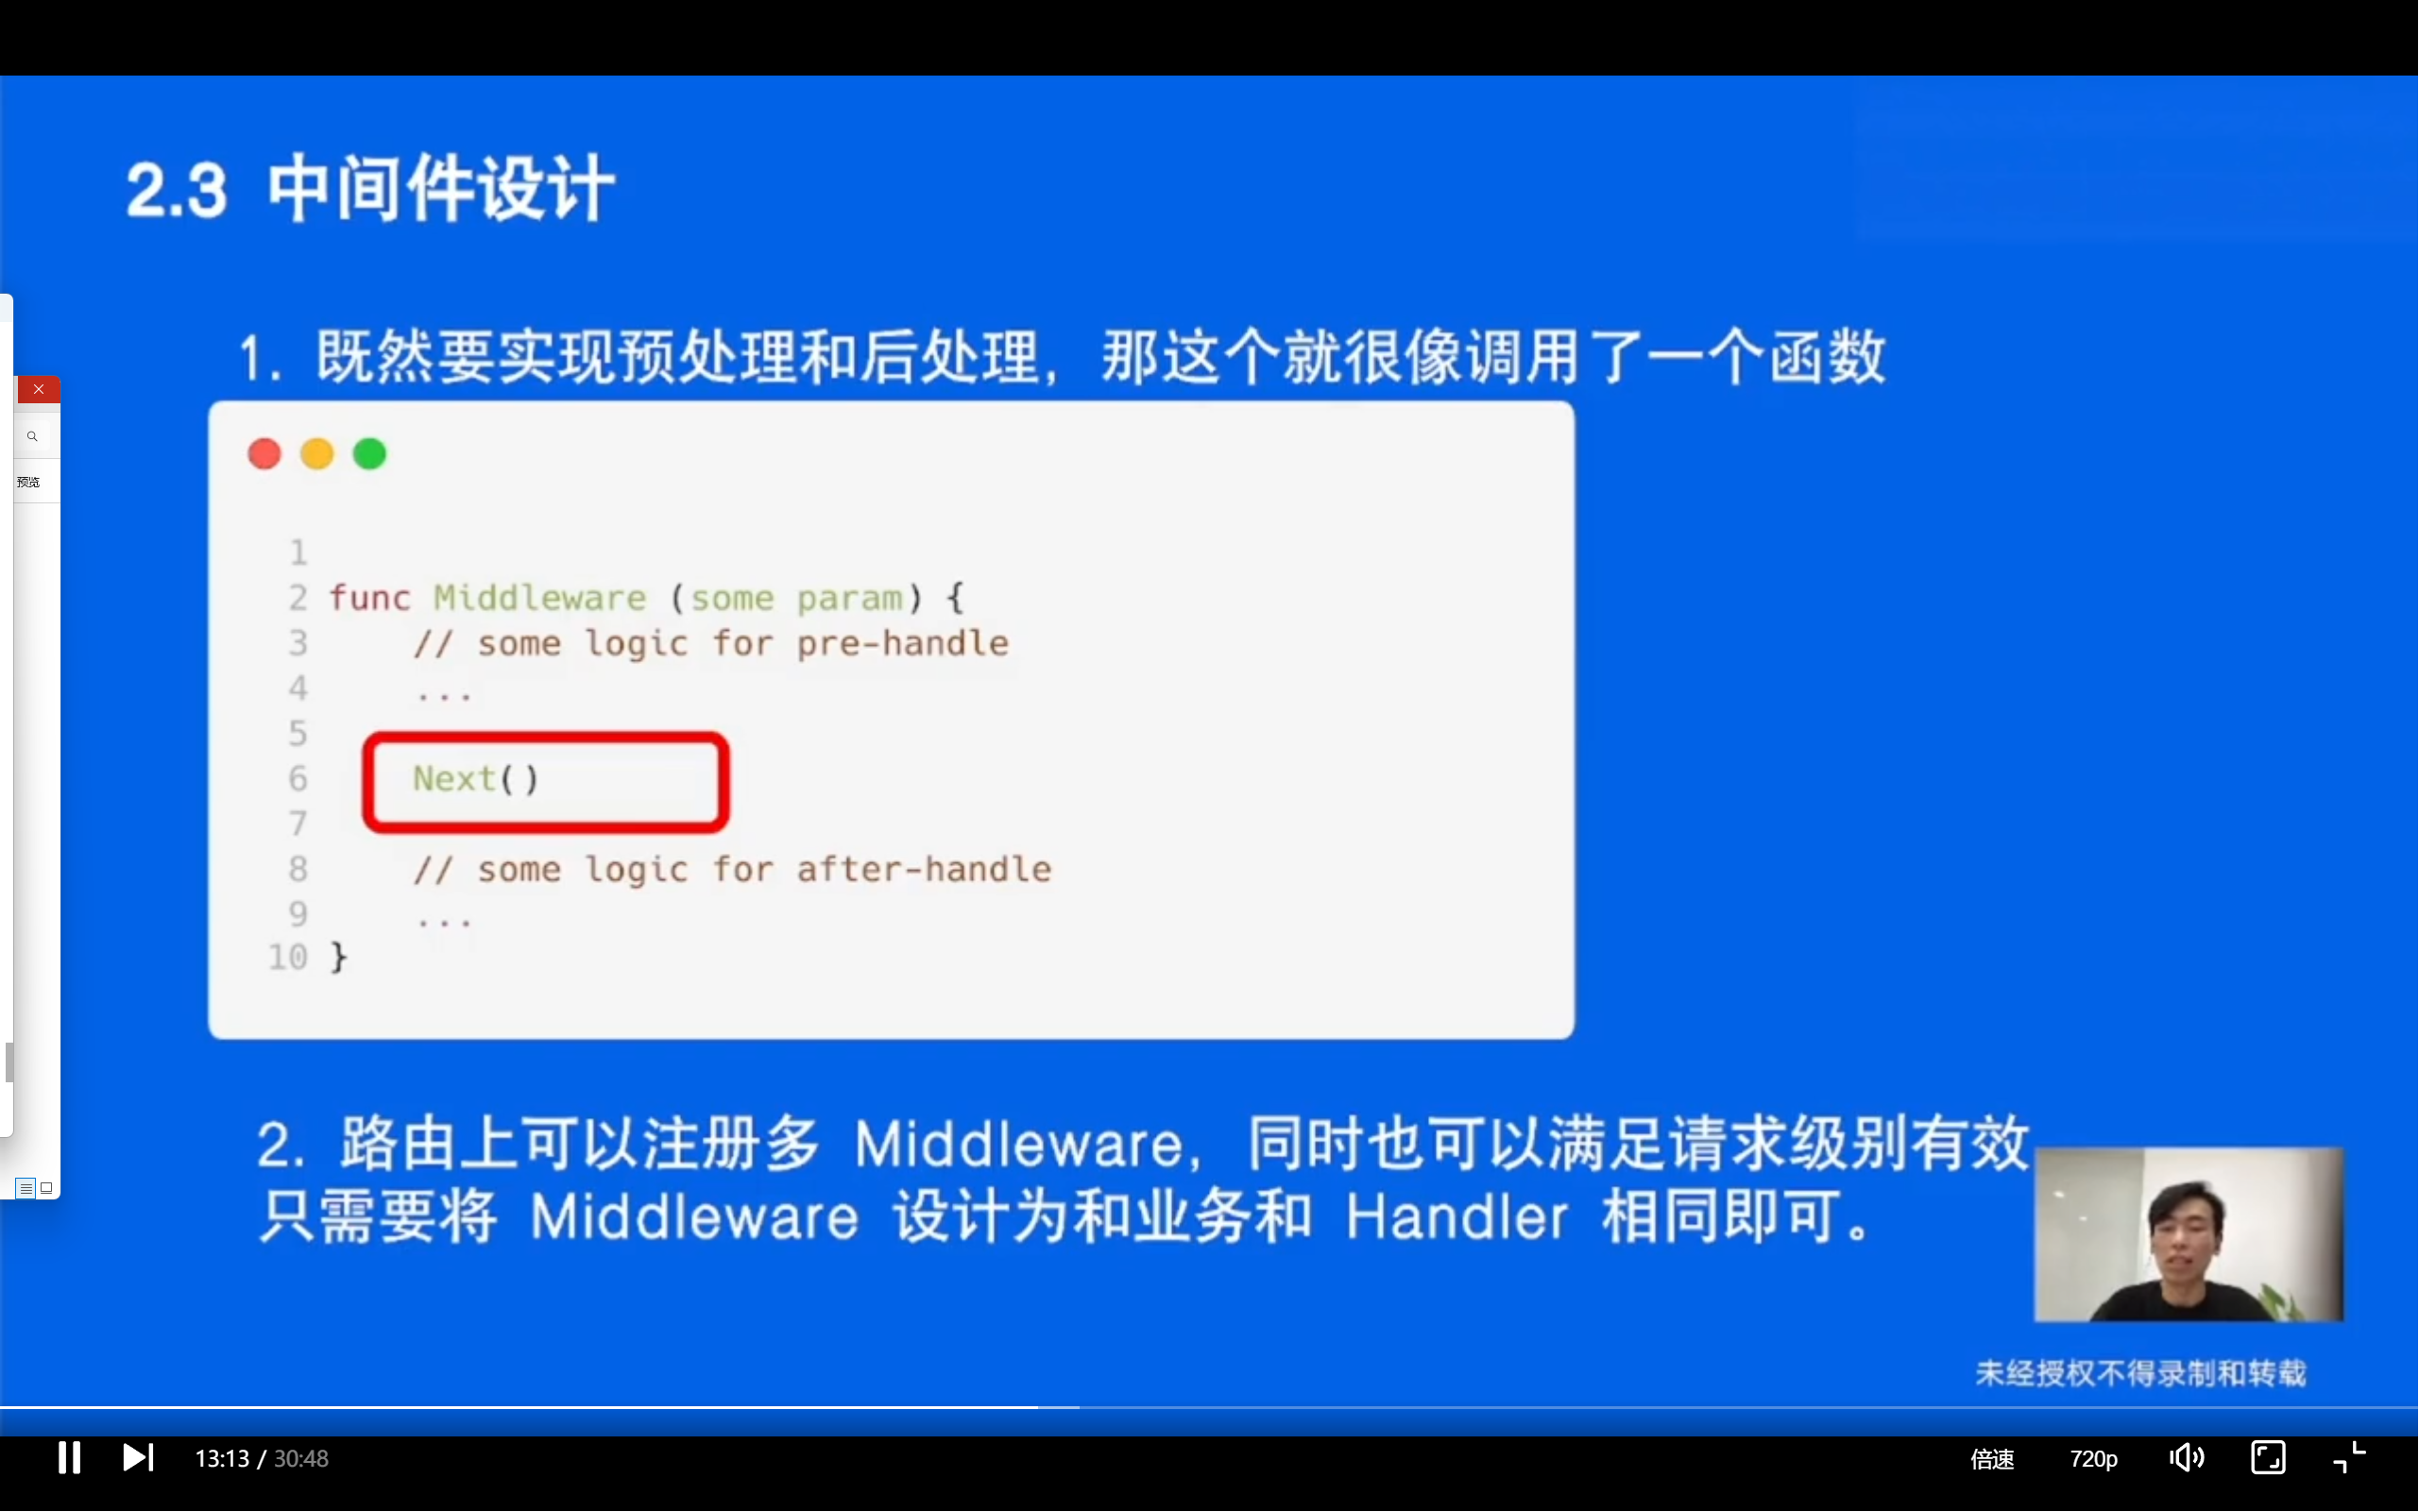 2.3 中间件设计
1. 既然要实现预处理和后处理，那这个就很像调用了一个函数
预览
1
2 func Middleware (some param) {
3 // some logic for pre-handle
4 ...
5
6 Next()
7
8 // some logic for after-handle
9 ...
10 }
2. 路由上可以注册多 Middleware，同时也可以满足请求级别有效
只需要将 Middleware 设计为和业务和 Handler 相同即可。
未经授权不得录制和转载
13:13 / 30:48
倍速
720p